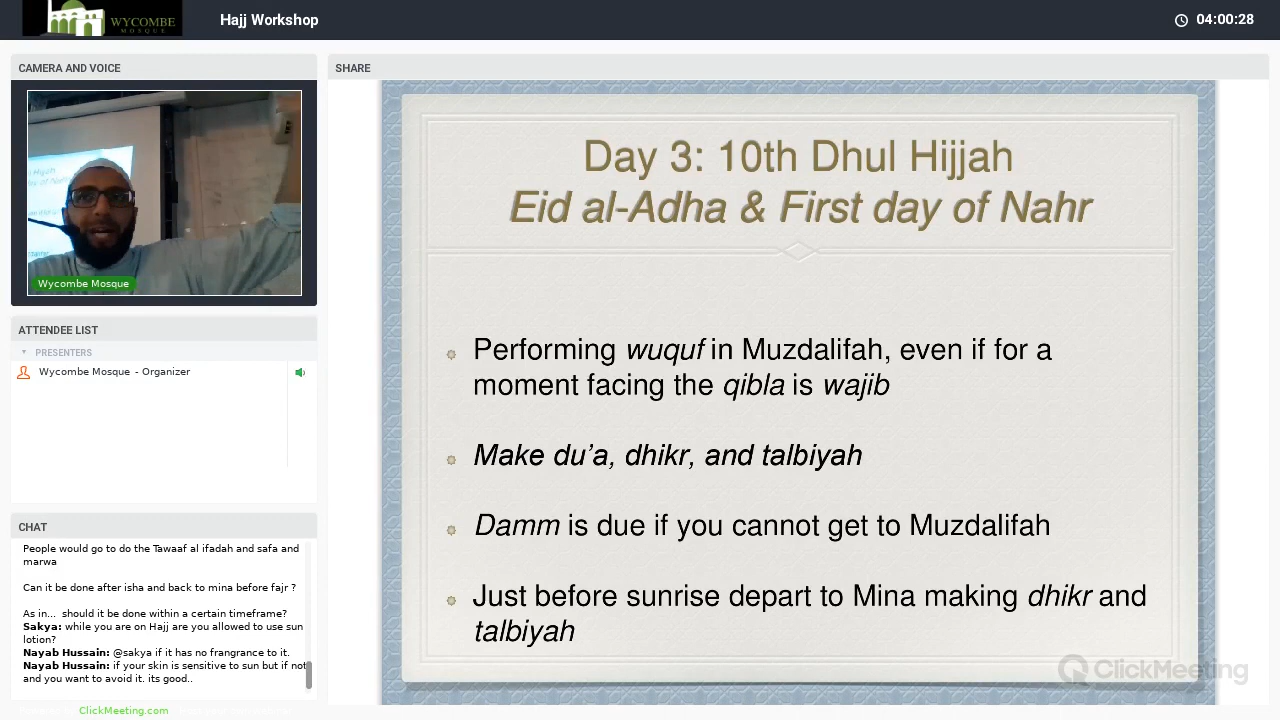 WYCOMBE
MOSQUE
Hajj Workshop
04:00:28
CAMERA AND VOICE
Wycombe Mosque
ATTENDEE LIST
PRESENTERS
Wycombe Mosque - Organizer
CHAT
People would go to do the Tawaaf al ifadah and safa and
marwa
Can it be done after isha and back to mina before fajr ?
As in... should it be done within a certain timeframe?
Sakya: while you are on Hajj are you allowed to use sun
lotion?
Nayab Hussain: @sakya if it has no frangrance to it.
Nayab Hussain: if your skin is sensitive to sun but if not
and you want to avoid it. its good..
ClickMeeting.com
SHARE
Day 3: 10th Dhul Hijjah
Eid al-Adha & First day of Nahr
Performing wuquf in Muzdalifah, even if for a
moment facing the qibla is wajib
Make du’a, dhikr, and talbiyah
Damm is due if you cannot get to Muzdalifah
Just before sunrise depart to Mina making dhikr and
talbiyah
ClickMeeting